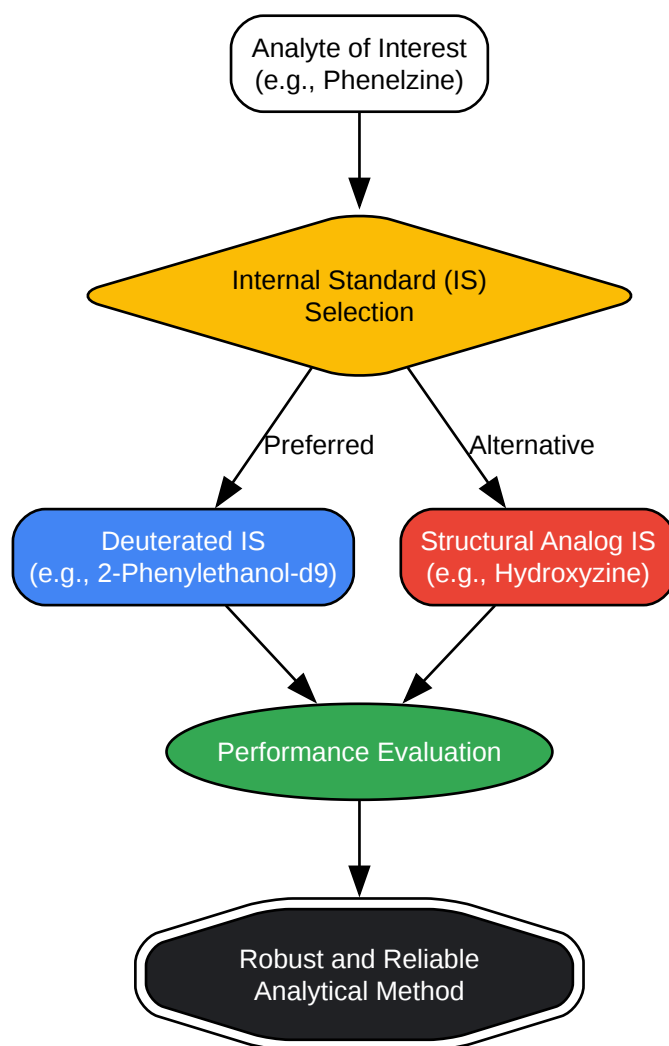 Analyte of Interest
(e.g., Phenelzine)
Internal Standard (IS)
Selection
Preferred
Alternative
Deuterated IS
(e.g., 2-Phenylethanol-d9)
Structural Analog IS
(e.g., Hydroxyzine)
Performance Evaluation
Robust and Reliable
Analytical Method